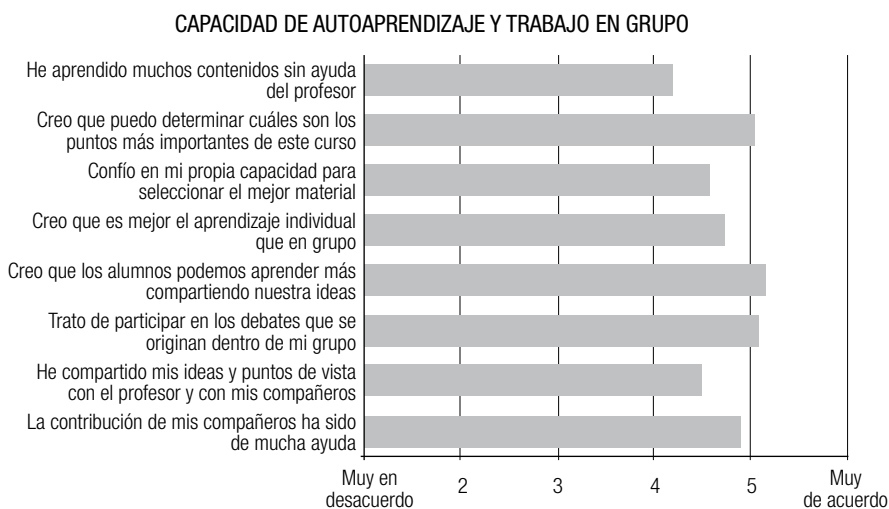 CAPACIDAD DE AUTOAPRENDIZAJE Y TRABAJO EN GRUPO
He aprendido muchos contenidos sin ayuda
del profesor
Creo que puedo determinar cuáles son los
puntos más importantes de este curso
Confío en mi propia capacidad para
seleccionar el mejor material
Creo que es mejor el aprendizaje individual
que en grupo
Creo que los alumnos podemos aprender más
compartiendo nuestra ideas
Trato de participar en los debates que se
originan dentro de mi grupo
He compartido mis ideas y puntos de vista
con el profesor y con mis compañeros
La contribución de mis compañeros ha sido
de mucha ayuda
Muy en
desacuerdo
2
3
4
5
Muy
de acuerdo